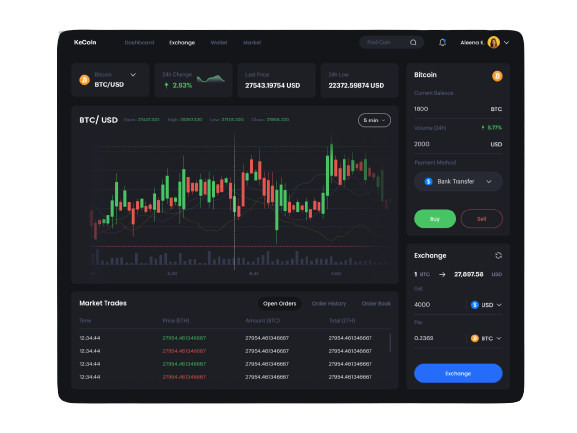 KeCoin Dashboard Exchange Wallet Market Find Coin Aleena K.
Bitcoin
BTC/USD
24h Change
2.93%
Last Price
27543.19754 USD
24h Low
22372.59874 USD
BTC/ USD
5 min
Market Trades Open Orders Order History Order Book
Time Price (ETH) Amount (BTC) Total (ETH)
12:34:44 27954.461346667 27954.461346667 27954.461346667
12:34:44 27954.461346667 27954.461346667 27954.461346667
12:34:44 27954.461346667 27954.461346667 27954.461346667
12:34:44 27954.461346667 27954.461346667 27954.461346667
Bitcoin
Current Balance
1800 BTC
Volume (24h) 5.77%
2000 USD
Payment Method
Bank Transfer
Buy Sell
Exchange
1 BTC → 27,897.56 USD
Get
4000 USD
Pay
0.2369 BTC
Exchange